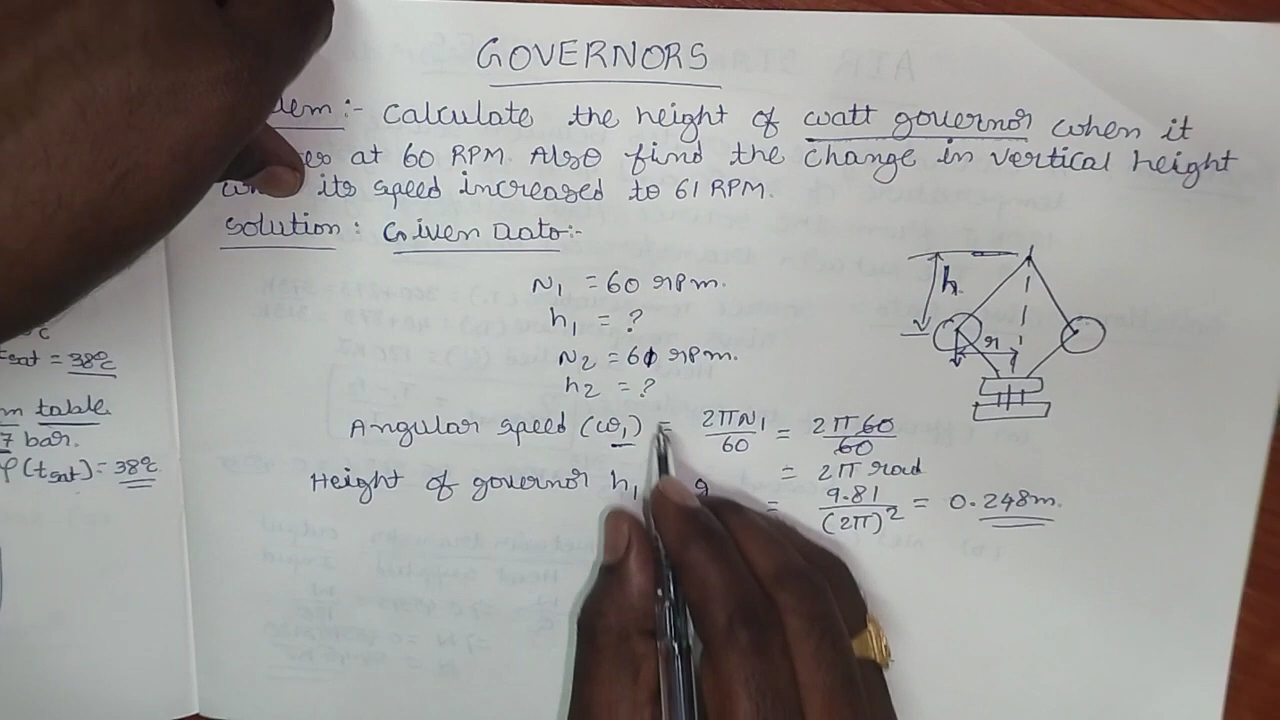 GOVERNORS
:- Calculate the height of watt governor when it
at 60 RPM. Also find the change in vertical height
its speed increased to 61 RPM.
Solution: Given Data:-
N1 = 60 rpm.
h1 = ?
N2 = 61 rpm.
h2 = ?
h
r
Angular speed (ω1) = 2πN1/60 = 2π60/60
= 2π rad
Height of governor h1 g = 9.81/(2π)² = 0.248m.
tsat = 38°C
table
7 bar.
(tsat) = 38°C